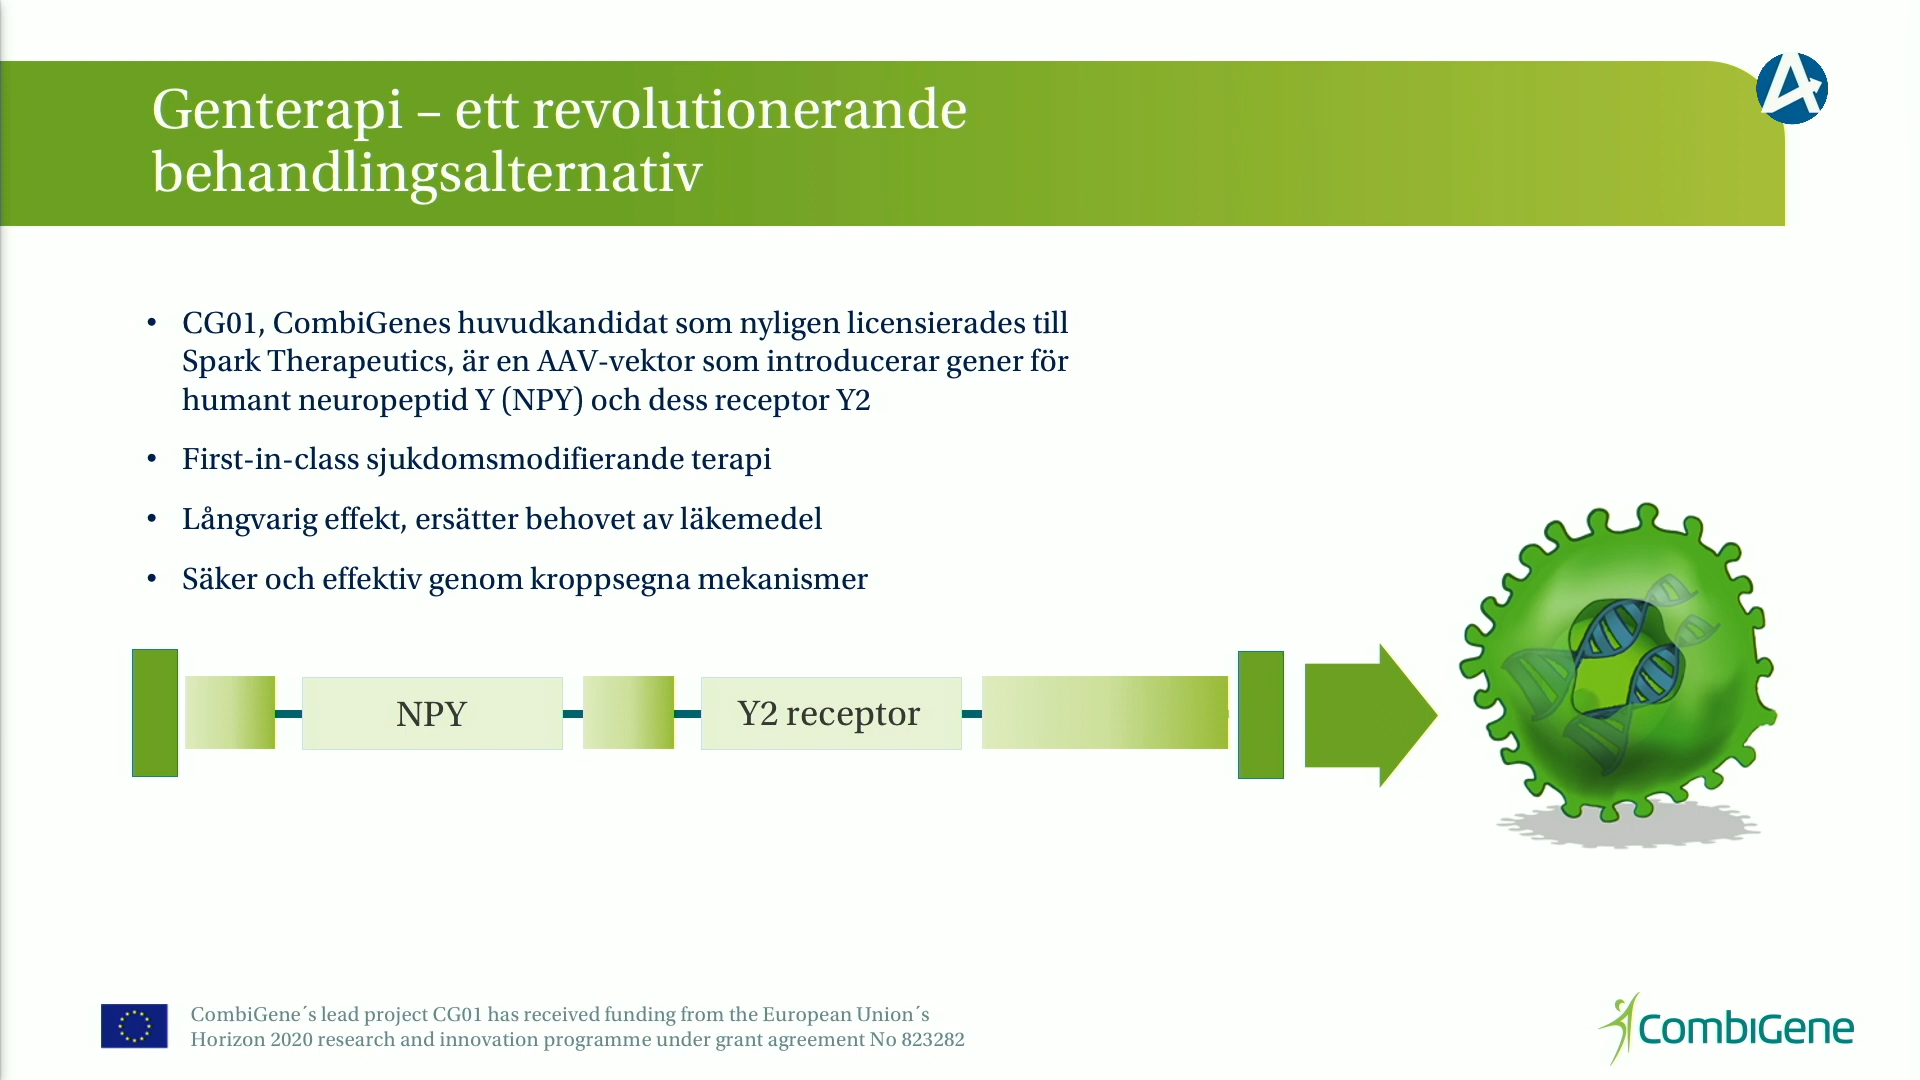 Genterapi – ett revolutionerande
behandlingsalternativ
• CG01, CombiGenes huvudkandidat som nyligen licensierades till
Spark Therapeutics, är en AAV-vektor som introducerar gener för
humant neuropeptid Y (NPY) och dess receptor Y2
• First-in-class sjukdomsmodifierande terapi
• Långvarig effekt, ersätter behovet av läkemedel
• Säker och effektiv genom kroppsegna mekanismer
NPY
Y2 receptor
CombiGene´s lead project CG01 has received funding from the European Union´s
Horizon 2020 research and innovation programme under grant agreement No 823282
CombiGene